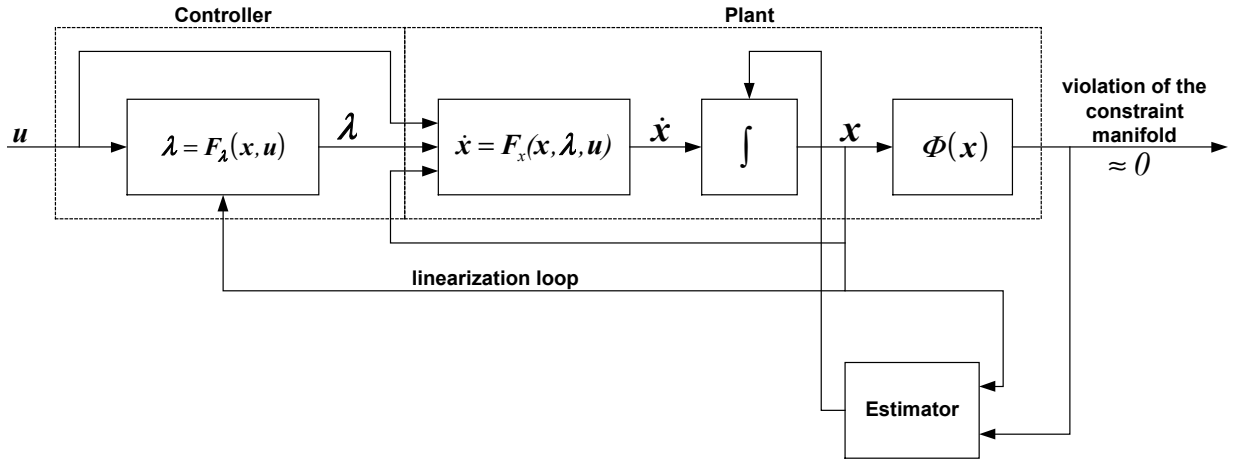 Controller
Plant
violation of the
constraint
manifold
≈ 0
u
λ = F_λ(x, u)
λ
ẋ = F_x(x, λ, u)
ẋ
∫
x
Φ(x)
linearization loop
Estimator